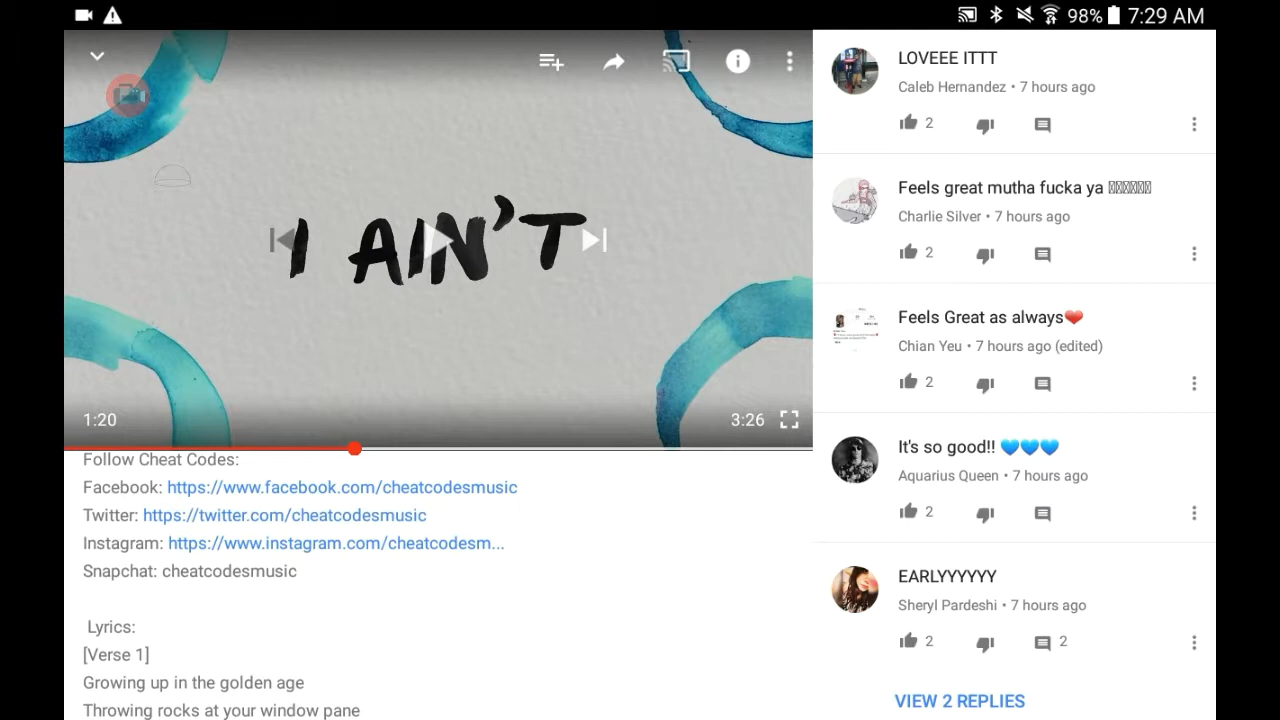 98% 7:29 AM
I AIN'T
1:20
3:26
Follow Cheat Codes:
Facebook: https://www.facebook.com/cheatcodesmusic
Twitter: https://twitter.com/cheatcodesmusic
Instagram: https://www.instagram.com/cheatcodesm...
Snapchat: cheatcodesmusic
Lyrics:
[Verse 1]
Growing up in the golden age
Throwing rocks at your window pane
LOVEEE ITTT
Caleb Hernandez • 7 hours ago
2
Feels great mutha fucka ya
Charlie Silver • 7 hours ago
2
Feels Great as always❤️
Chian Yeu • 7 hours ago (edited)
2
It's so good!! 💙💙💙
Aquarius Queen • 7 hours ago
2
EARLYYYYYY
Sheryl Pardeshi • 7 hours ago
2 2
VIEW 2 REPLIES